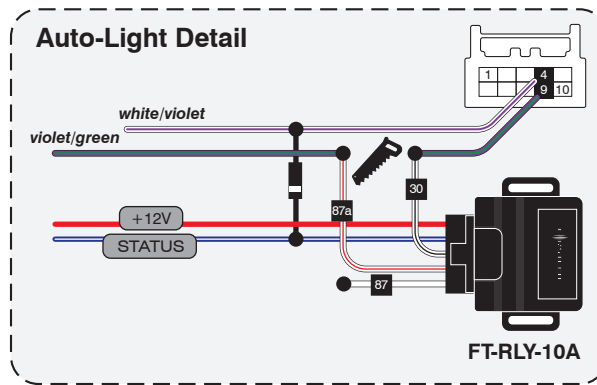 Auto-Light Detail
1 4
9 10
white/violet
violet/green
30
87a
+12V
STATUS
87
FT-RLY-10A